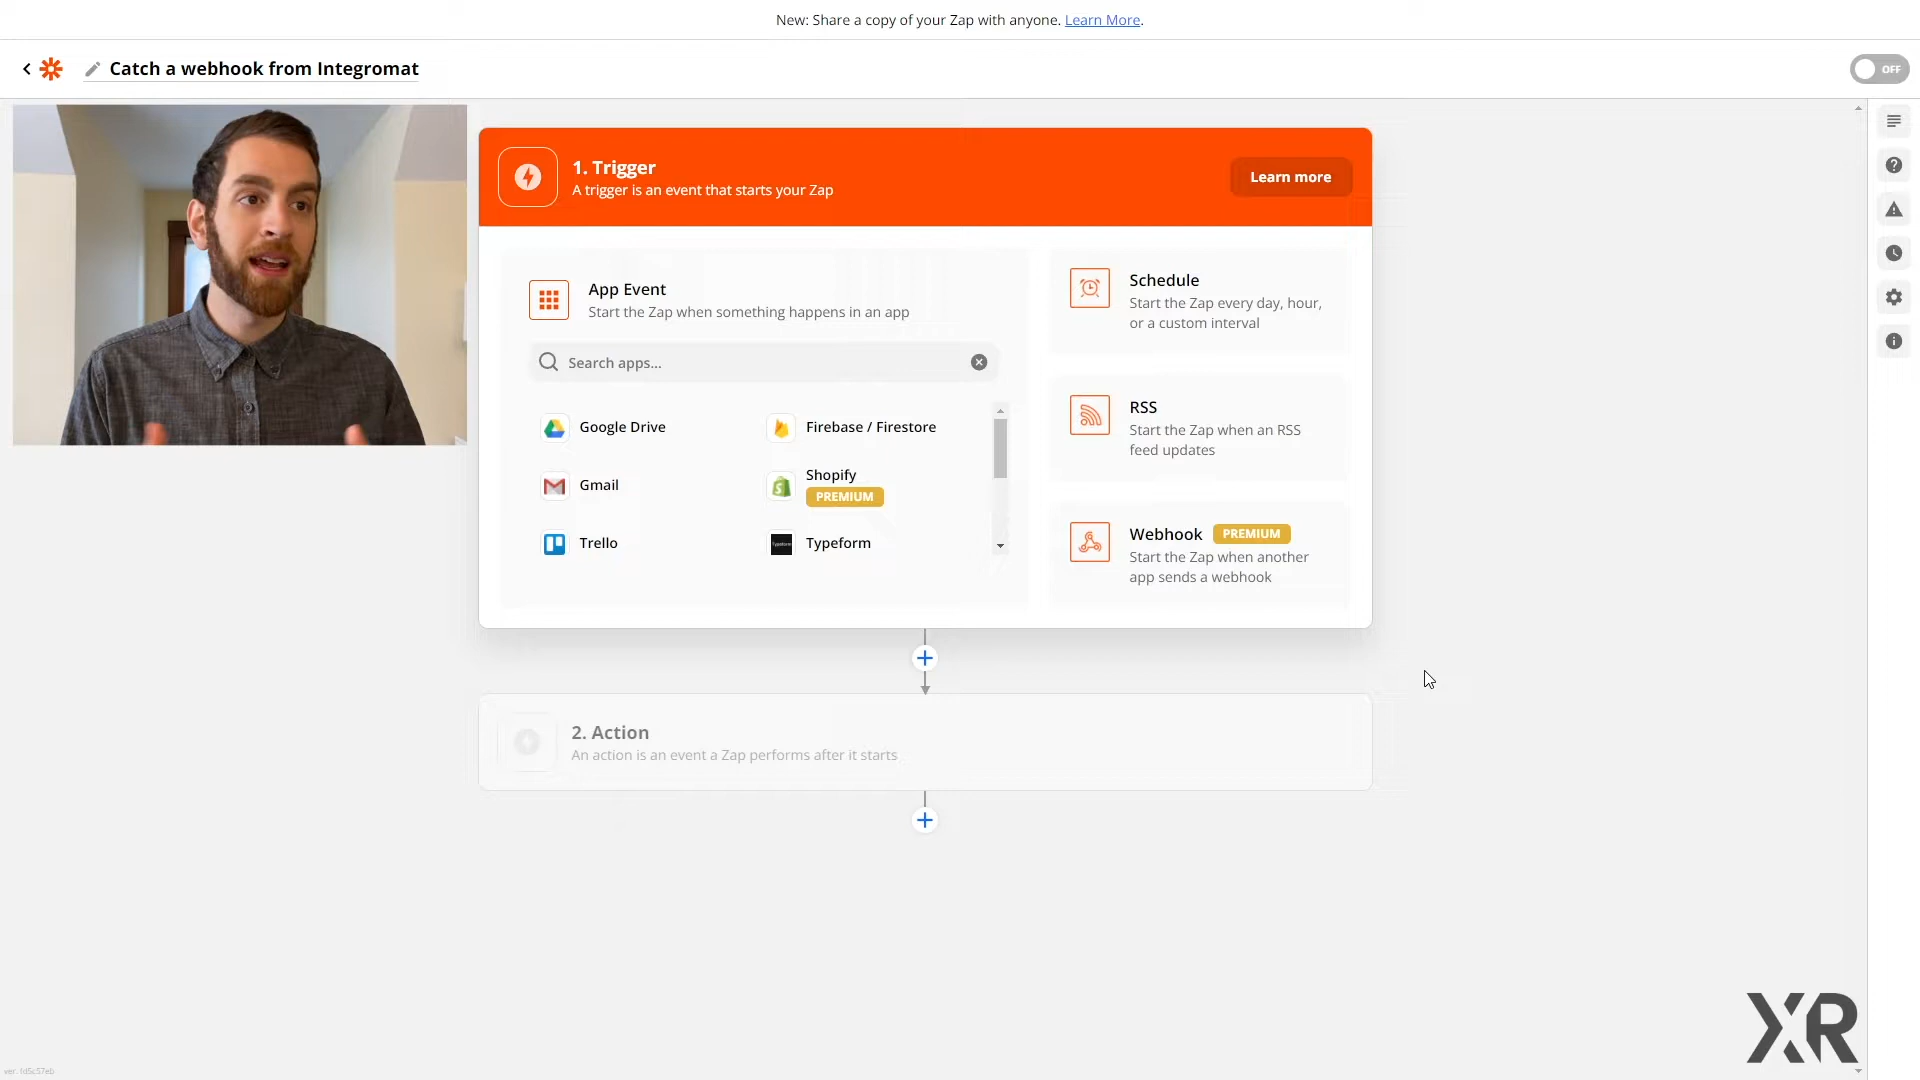 New: Share a copy of your Zap with anyone. Learn More.
Catch a webhook from Integromat
OFF
1. Trigger
A trigger is an event that starts your Zap
Learn more
App Event
Start the Zap when something happens in an app
Search apps...
Google Drive
Firebase / Firestore
Gmail
Shopify
PREMIUM
Trello
Typeform
Schedule
Start the Zap every day, hour,
or a custom interval
RSS
Start the Zap when an RSS
feed updates
Webhook PREMIUM
Start the Zap when another
app sends a webhook
2. Action
An action is an event a Zap performs after it starts
XR